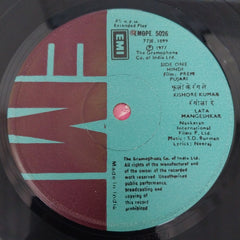 45 R.P.M.
Extended Play
EMI
EMOPE. 5026
7TJE. 1099
℗ 1977
The Gramophone
Co. of India Ltd.
SIDE ONE
HINDI
Film: PREM
PUJARI
KISHORE KUMAR
LATA
MANGESHKAR
Navketan
International
Films P. Ltd.
Music: S.D. Burman
Lyrics: Neeraj
The Gramophone Co. of India Ltd.
All rights of the manufacturer
and of the owner of the
recorded work reserved
Unauthorised
public performance,
broadcasting and
copying of
this record
prohibited
Made in India
EMI